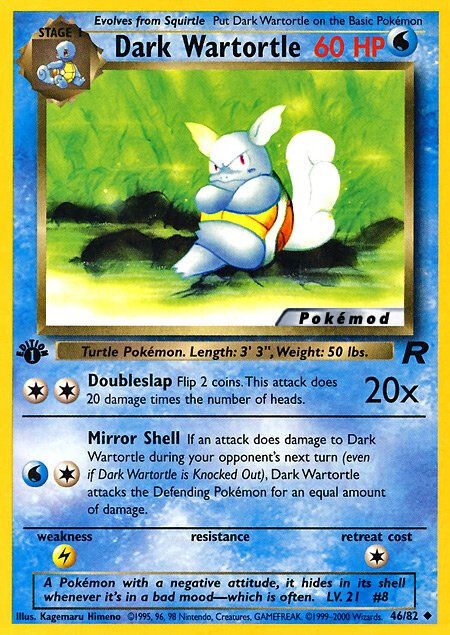 Evolves from Squirtle Put Dark Wartortle on the Basic Pokémon
STAGE 1
Dark Wartortle 60 HP
Pokémod
EDITION 1
Turtle Pokémon. Length: 3' 3", Weight: 50 lbs.
R
Doubleslap Flip 2 coins. This attack does
20 damage times the number of heads.
20x
Mirror Shell If an attack does damage to Dark
Wartortle during your opponent's next turn (even
if Dark Wartortle is Knocked Out), Dark Wartortle
attacks the Defending Pokémon for an equal amount
of damage.
weakness resistance retreat cost
A Pokémon with a negative attitude, it hides in its shell
whenever it's in a bad mood—which is often. LV. 21 #8
Illus. Kagemaru Himeno ©1995, 96, 98 Nintendo, Creatures, GAMEFREAK. ©1999-2000 Wizards. 46/82